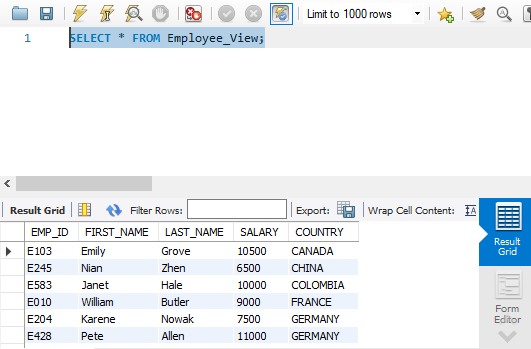 Limit to 1000 rows
1 SELECT * FROM Employee_View;
Result Grid Filter Rows: Export: Wrap Cell Content: IA
EMP_ID FIRST_NAME LAST_NAME SALARY COUNTRY
E103 Emily Grove 10500 CANADA
E245 Nian Zhen 6500 CHINA
E583 Janet Hale 10000 COLOMBIA
E010 William Butler 9000 FRANCE
E204 Karene Nowak 7500 GERMANY
E428 Pete Allen 11000 GERMANY
Result
Grid
Form
Editor